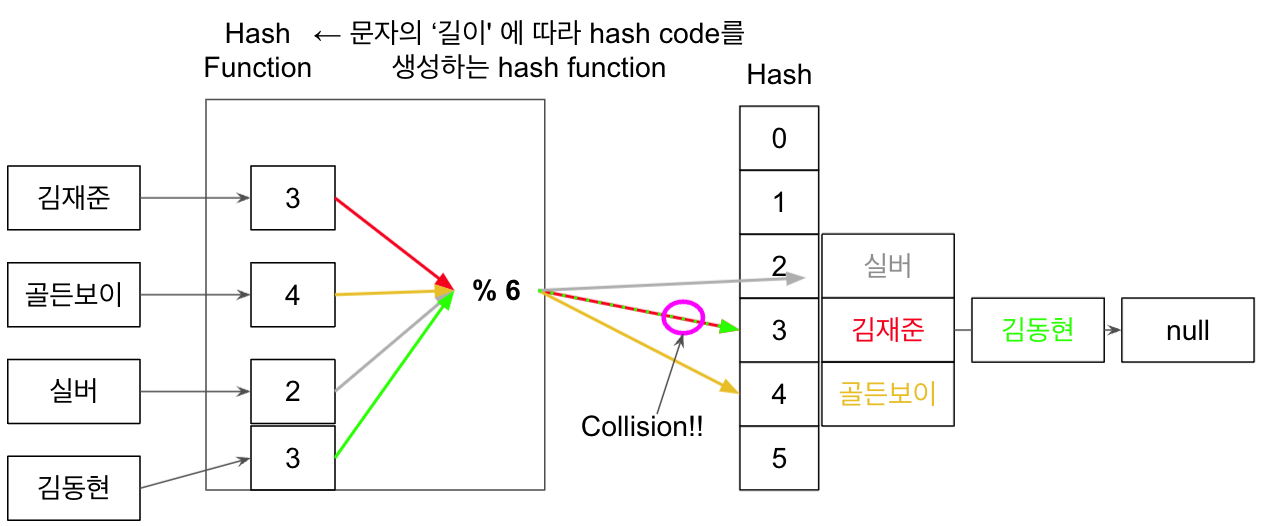 Hash ← 문자의 ‘길이' 에 따라 hash code를
Function 생성하는 hash function
Hash
김재준
골든보이
실버
김동현
3
4
2
3
% 6
Collision!!
0
1
2
3
4
5
실버
김재준
골든보이
김동현
null